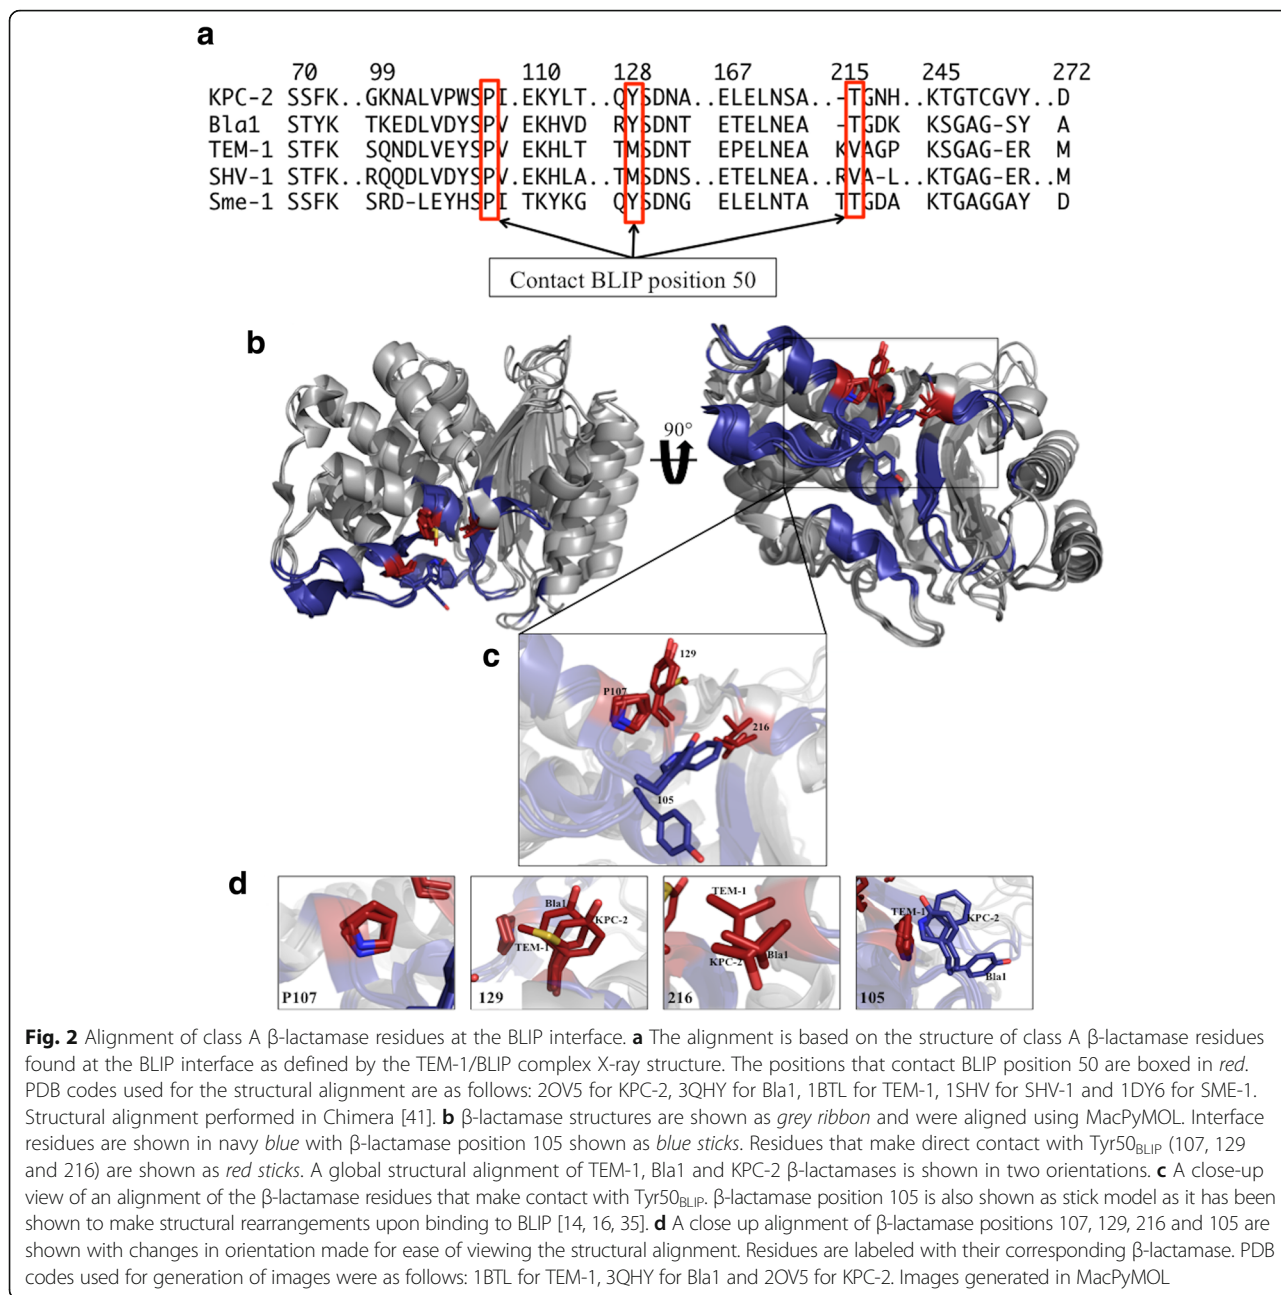 a
70 99 110 128 167 215 245 272
KPC-2 SSFK..GKNALVPWSPI.EKYLT..QYSDNA..ELELNSA..-TGNH..KTGTCGVY..D
Bla1 STYK TKEDLVDYSPV EKHVD RYSDNT ETELNEA -TGDK KSGAG-SY A
TEM-1 STFK SQNDLVEYSPV EKHLT TMSDNT EPELNEA KVAGP KSGAG-ER M
SHV-1 STFK..RQQDLVDYSPV.EKHLA..TMSDNS..ETELNEA RVA-L..KTGAG-ER..M
Sme-1 SSFK SRD-LEYHSPI TKYKG QYSDNG ELELNTA TTGDA KTGAGGAY D
Contact BLIP position 50
b
90°
c
129
P107
216
105
d
P107
Bla1
KPC-2
TEM-1
129
TEM-1
KPC-2
Bla1
216
TEM-1
KPC-2
Bla1
105
Fig. 2 Alignment of class A β-lactamase residues at the BLIP interface. a The alignment is based on the structure of class A β-lactamase residues
found at the BLIP interface as defined by the TEM-1/BLIP complex X-ray structure. The positions that contact BLIP position 50 are boxed in red.
PDB codes used for the structural alignment are as follows: 2OV5 for KPC-2, 3QHY for Bla1, 1BTL for TEM-1, 1SHV for SHV-1 and 1DY6 for SME-1.
Structural alignment performed in Chimera [41]. b β-lactamase structures are shown as grey ribbon and were aligned using MacPyMOL. Interface
residues are shown in navy blue with β-lactamase position 105 shown as blue sticks. Residues that make direct contact with Tyr50BLIP (107, 129
and 216) are shown as red sticks. A global structural alignment of TEM-1, Bla1 and KPC-2 β-lactamases is shown in two orientations. c A close-up
view of an alignment of the β-lactamase residues that make contact with Tyr50BLIP. β-lactamase position 105 is also shown as stick model as it has been
shown to make structural rearrangements upon binding to BLIP [14, 16, 35]. d A close up alignment of β-lactamase positions 107, 129, 216 and 105 are
shown with changes in orientation made for ease of viewing the structural alignment. Residues are labeled with their corresponding β-lactamase. PDB
codes used for generation of images were as follows: 1BTL for TEM-1, 3QHY for Bla1 and 2OV5 for KPC-2. Images generated in MacPyMOL